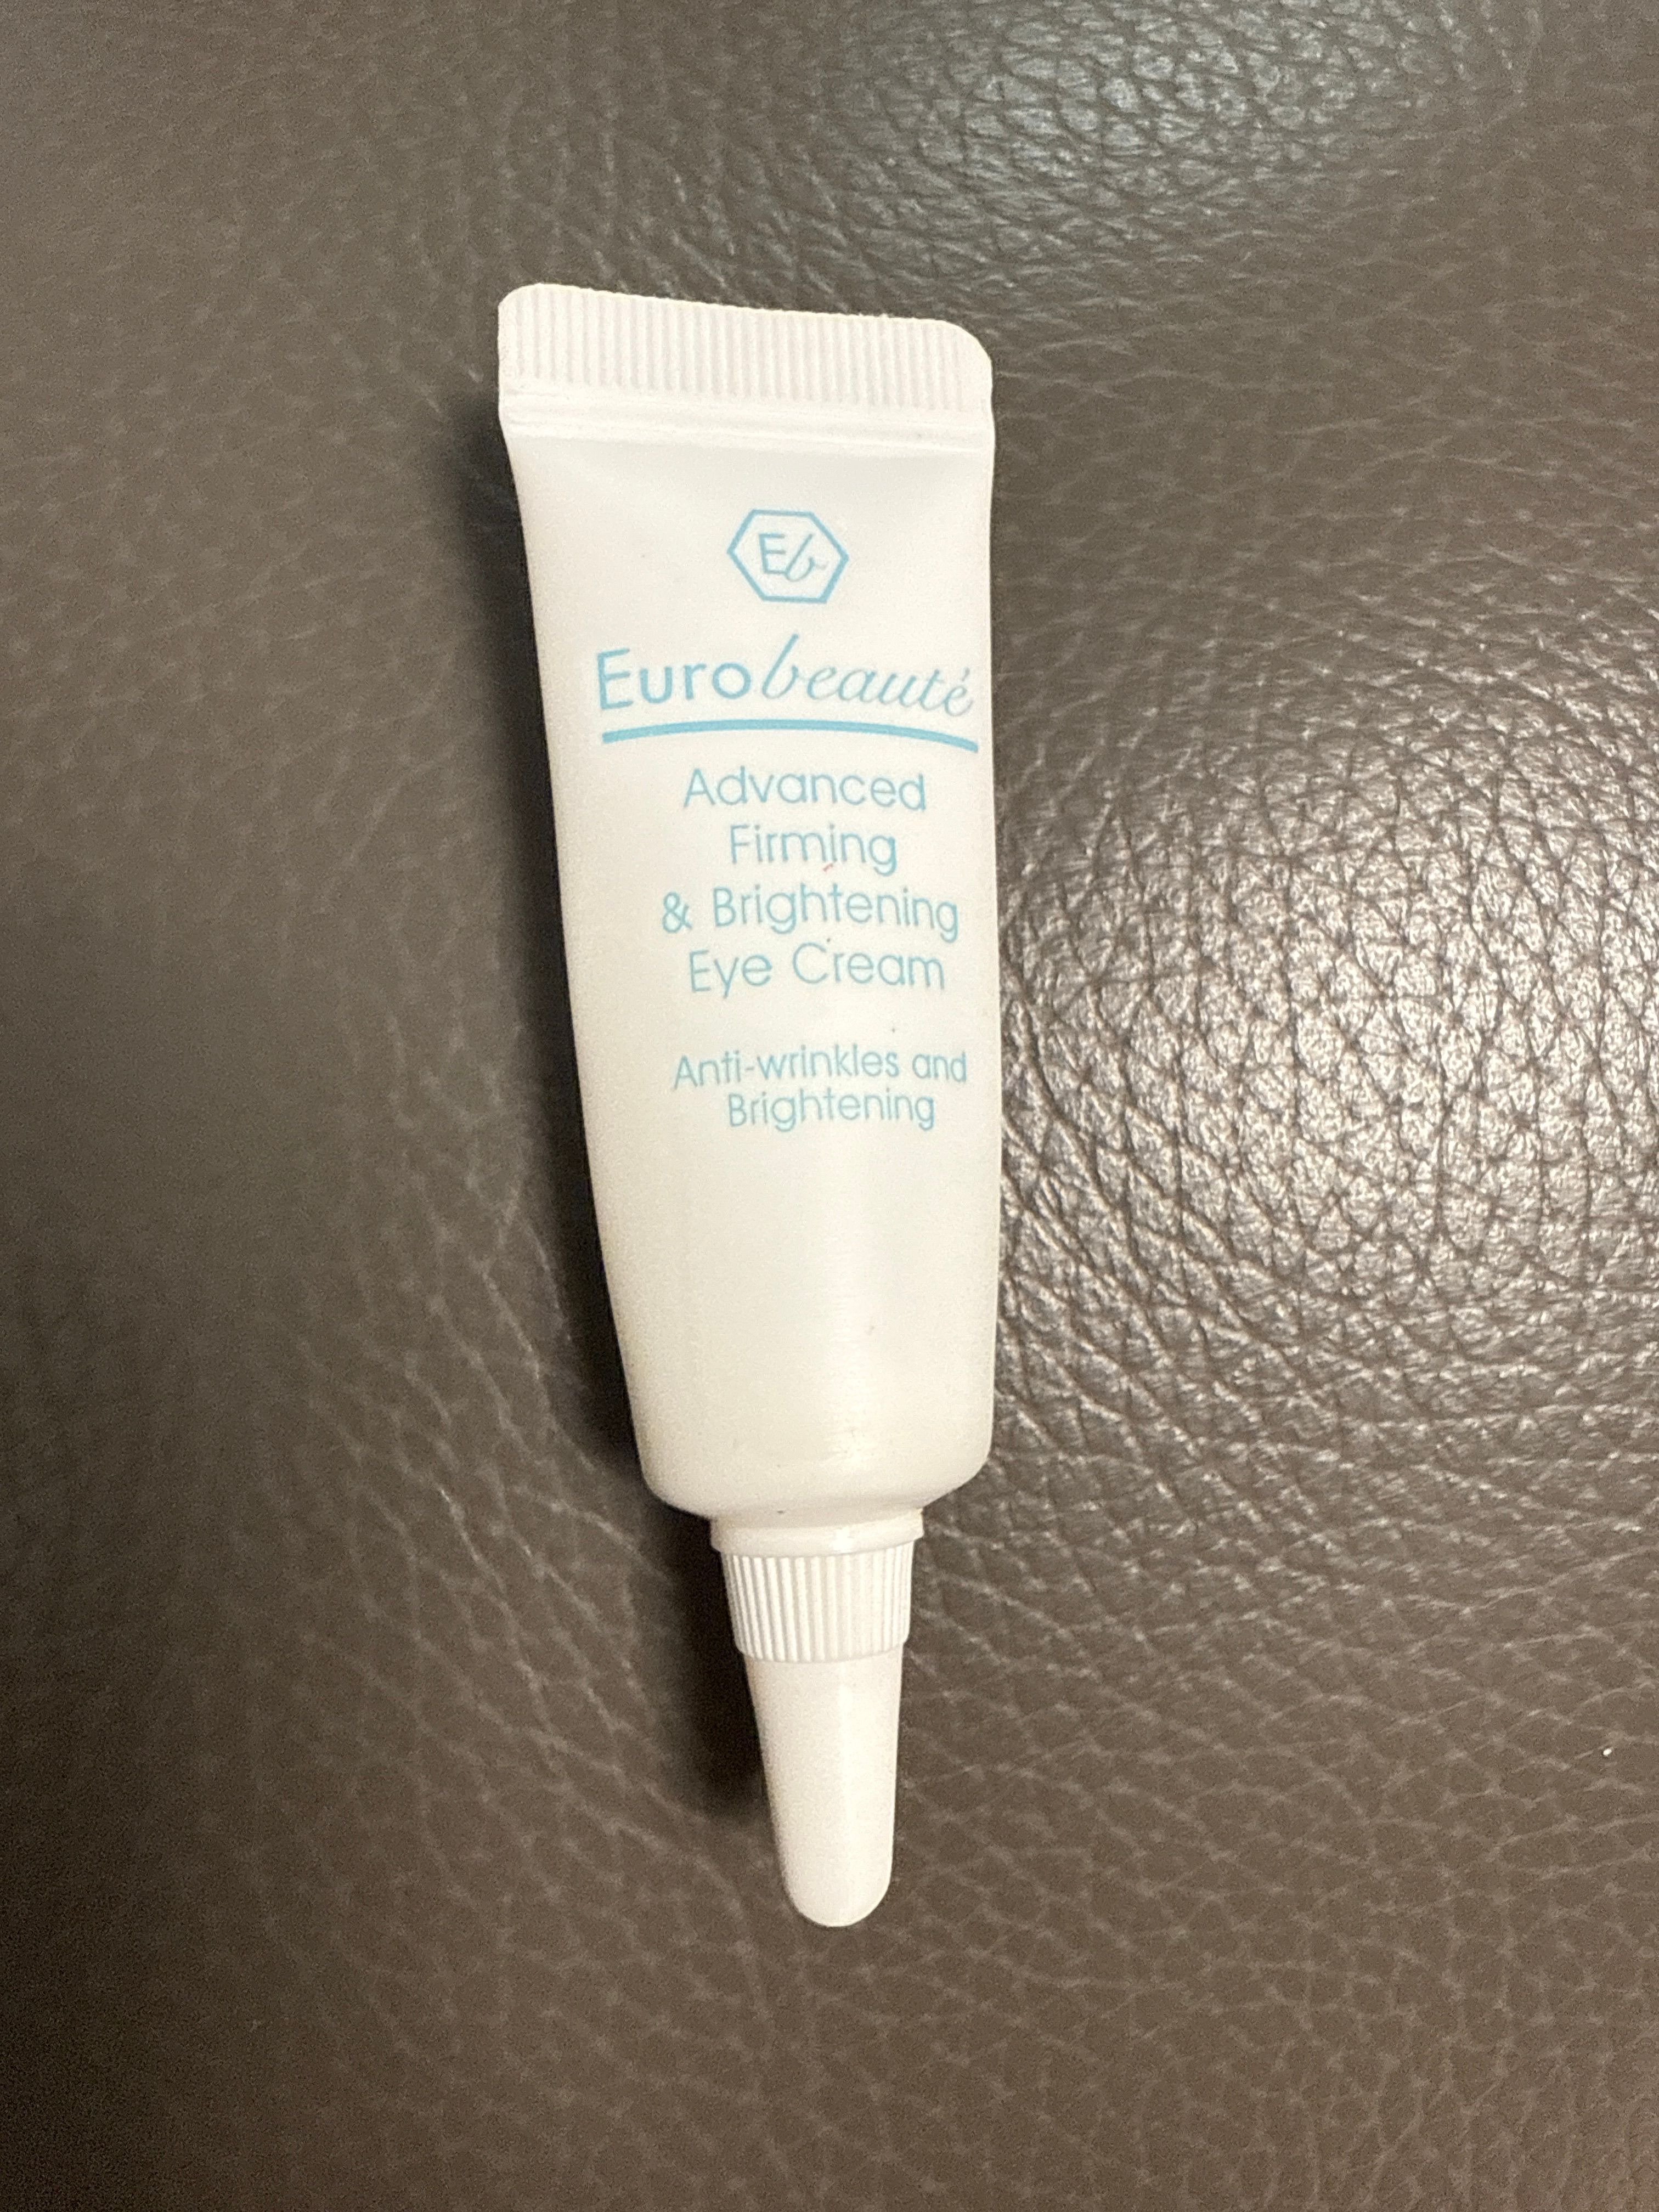 Eb
Eurobeauté
Advanced
Firming
& Brightening
Eye Cream
Anti-wrinkles and
Brightening